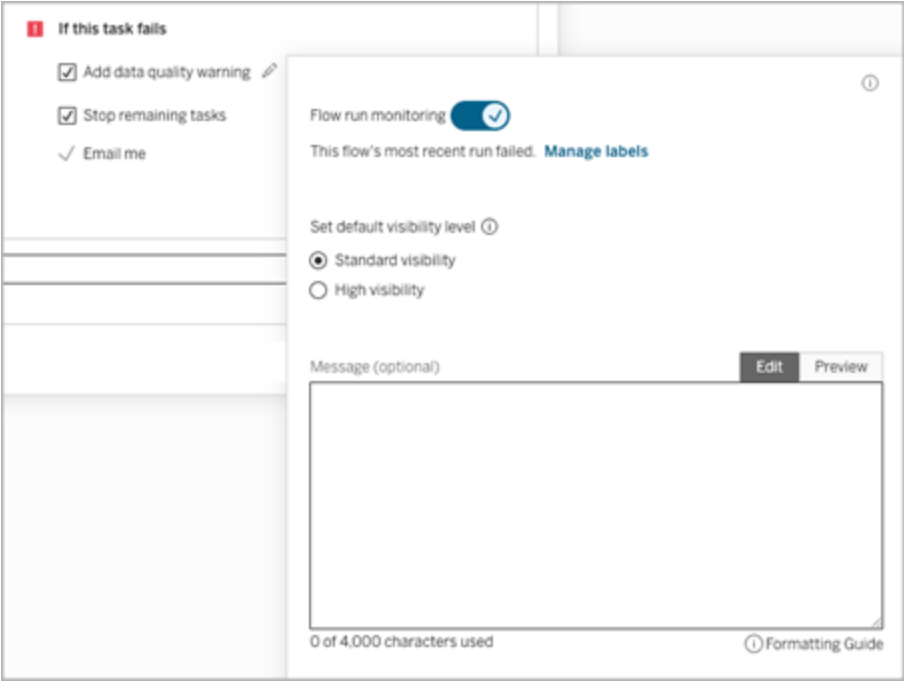 If this task fails
Add data quality warning
Stop remaining tasks
Email me
Flow run monitoring
This flow's most recent run failed. Manage labels
Set default visibility level
Standard visibility
High visibility
Message (optional)
Edit Preview
0 of 4,000 characters used
Formatting Guide